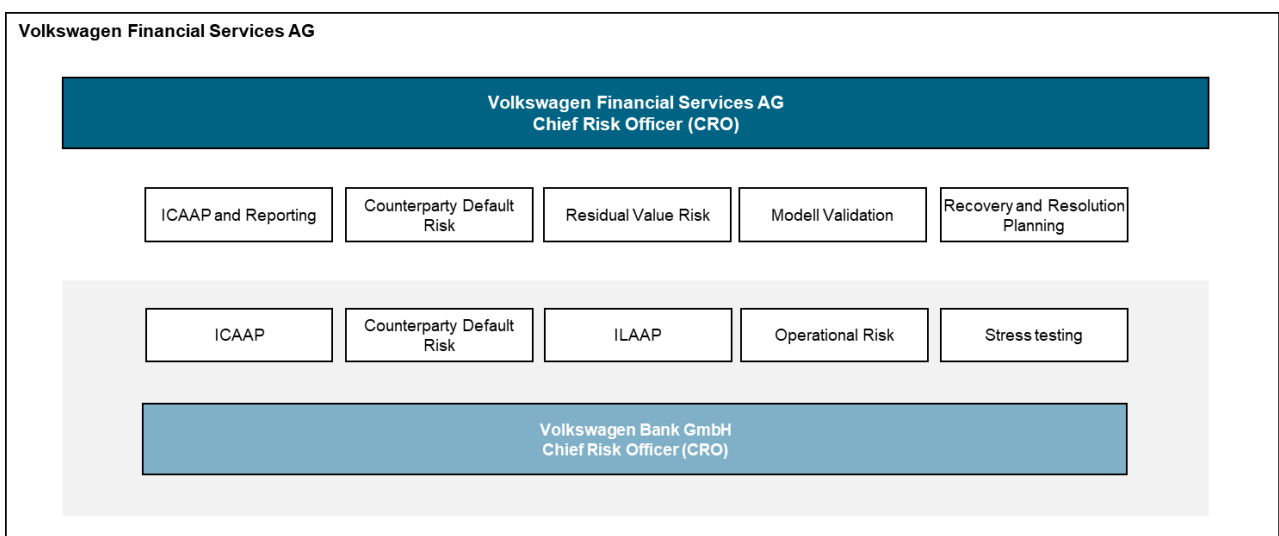 Volkswagen Financial Services AG
Volkswagen Financial Services AG
Chief Risk Officer (CRO)
ICAAP and Reporting
Counterparty Default
Risk
Residual Value Risk
Modell Validation
Recovery and Resolution
Planning
ICAAP
Counterparty Default
Risk
ILAAP
Operational Risk
Stress testing
Volkswagen Bank GmbH
Chief Risk Officer (CRO)